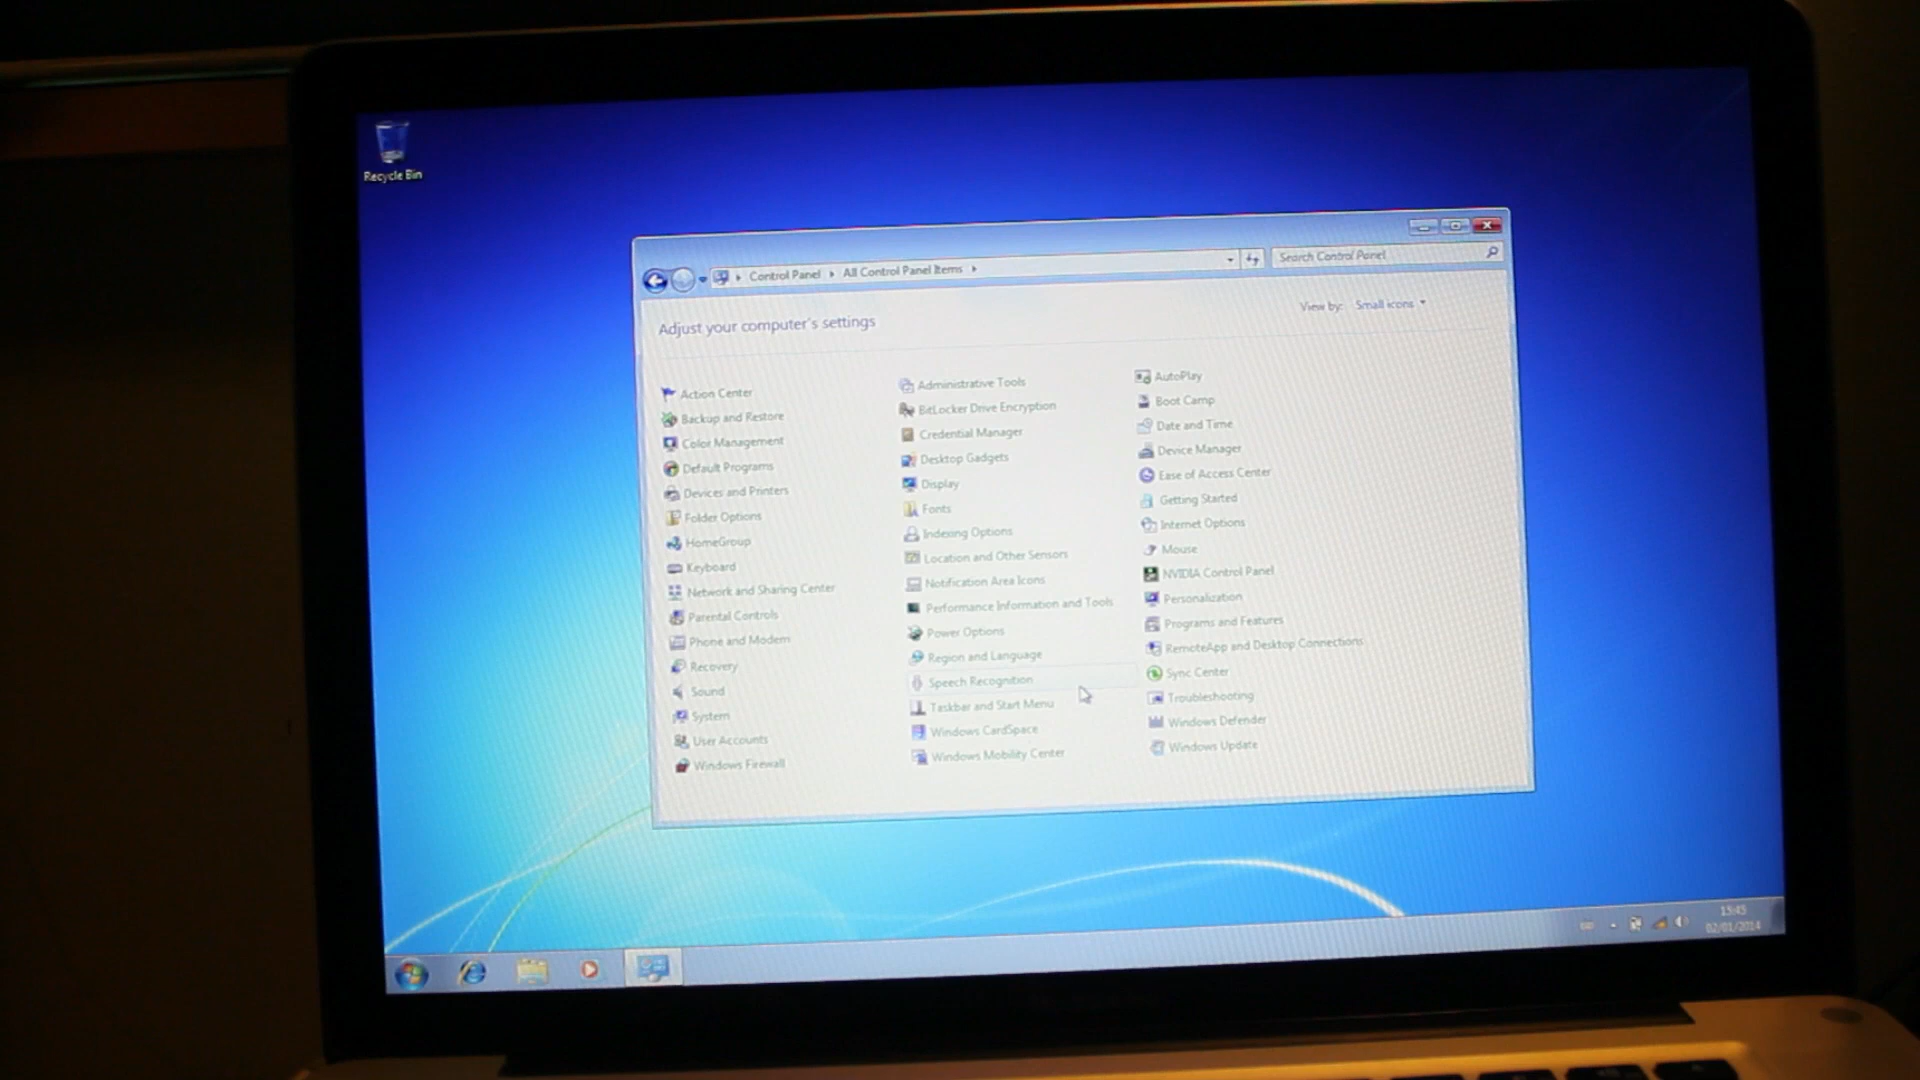 Recycle Bin
Control Panel
All Control Panel Items
Search Control Panel
View by: Small icons
Adjust your computer's settings
Action Center
Backup and Restore
Color Management
Default Programs
Devices and Printers
Folder Options
HomeGroup
Keyboard
Network and Sharing Center
Parental Controls
Phone and Modem
Recovery
Sound
System
User Accounts
Windows Firewall
Administrative Tools
BitLocker Drive Encryption
Credential Manager
Desktop Gadgets
Display
Fonts
Indexing Options
Location and Other Sensors
Notification Area Icons
Performance Information and Tools
Power Options
Region and Language
Speech Recognition
Taskbar and Start Menu
Windows CardSpace
Windows Mobility Center
AutoPlay
Boot Camp
Date and Time
Device Manager
Ease of Access Center
Getting Started
Internet Options
Mouse
NVIDIA Control Panel
Personalization
Programs and Features
RemoteApp and Desktop Connections
Sync Center
Troubleshooting
Windows Defender
Windows Update
15:45
02/01/2014